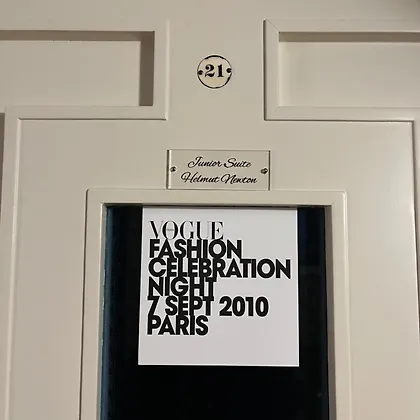 21
Junior Suite
Helmut Newton
VOGUE
FASHION
CELEBRATION
NIGHT
7 SEPT 2010
PARIS